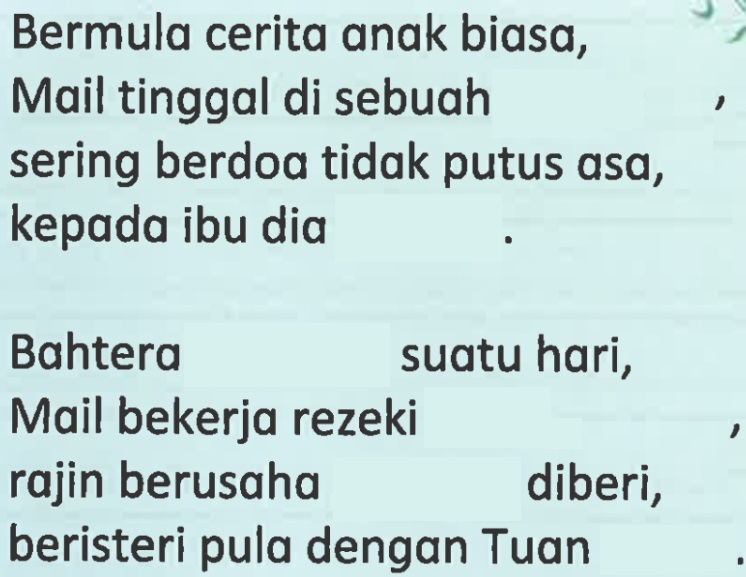 Bermula cerita anak biasa,
Mail tinggal di sebuah ,
sering berdoa tidak putus asa,
kepada ibu dia .
Bahtera suatu hari,
Mail bekerja rezeki ,
rajin berusaha diberi,
beristeri pula dengan Tuan .